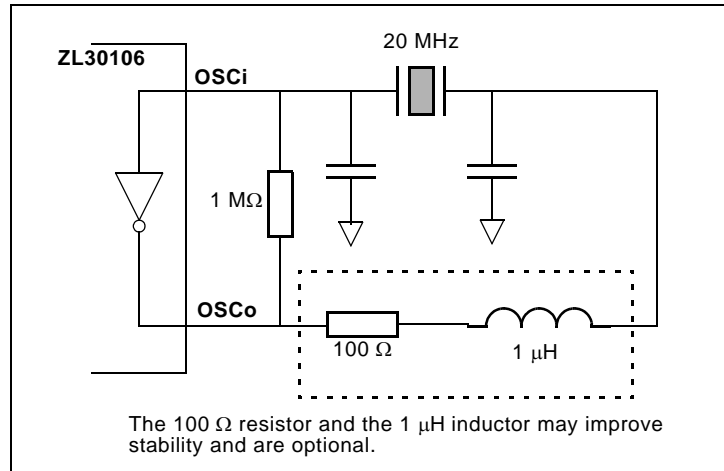 20 MHz
ZL30106
OSCi
1 MΩ
OSCo
100 Ω
1 μH
The 100 Ω resistor and the 1 μH inductor may improve
stability and are optional.